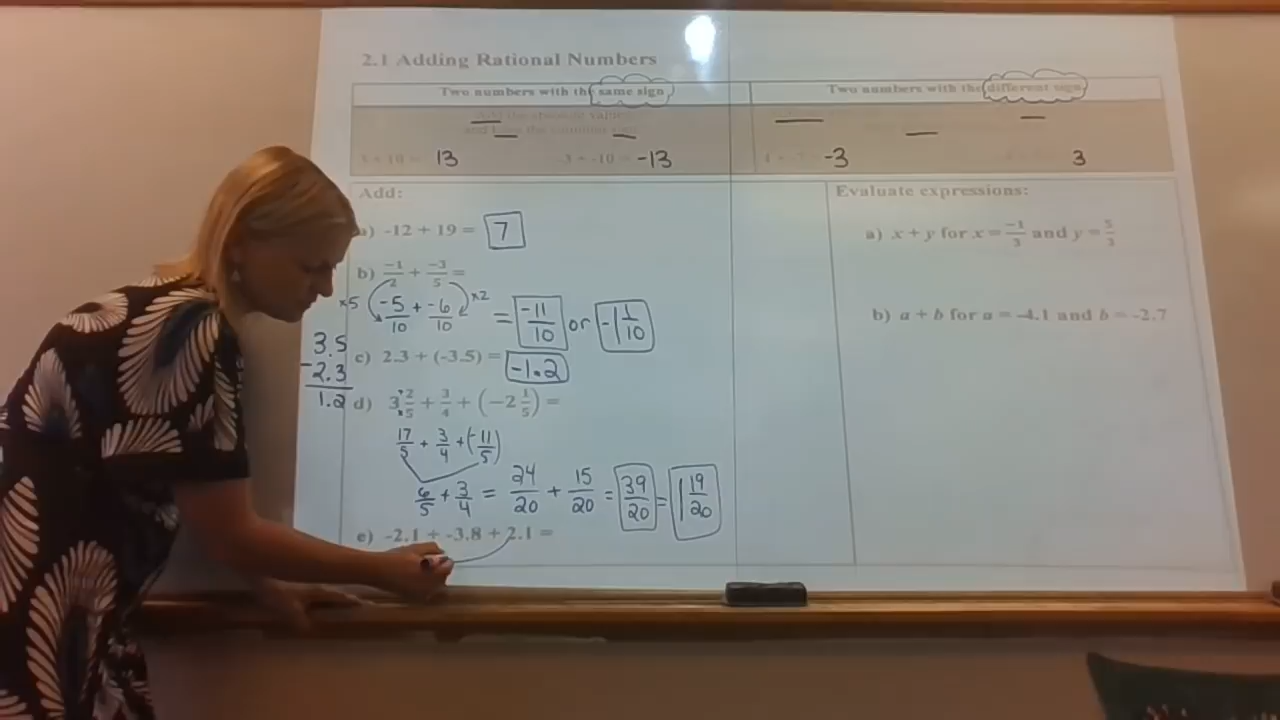 2.1 Adding Rational Numbers
Two numbers with the same sign
Two numbers with the different sign
the absolute value
and the common
3 + 10 = 13
-3 + -10 = -13
-3
3
Add:
a) -12 + 19 = 7
b) -1/2 + -3/5 =
×5 -5/10 + -6/10 ×2 = -11/10 or -1 1/10
c) 2.3 + (-3.5) = -1.2
3.5
-2.3
1.2
d) 3 2/5 + 3/4 + (-2 1/5) =
17/5 + 3/4 + (-11/5)
6/5 + 3/4 = 24/20 + 15/20 = 39/20 = 1 19/20
e) -2.1 + -3.8 + 2.1 =
Evaluate expressions:
a) x + y for x = -1/3 and y = 5/3
b) a + b for a = -4.1 and b = -2.7